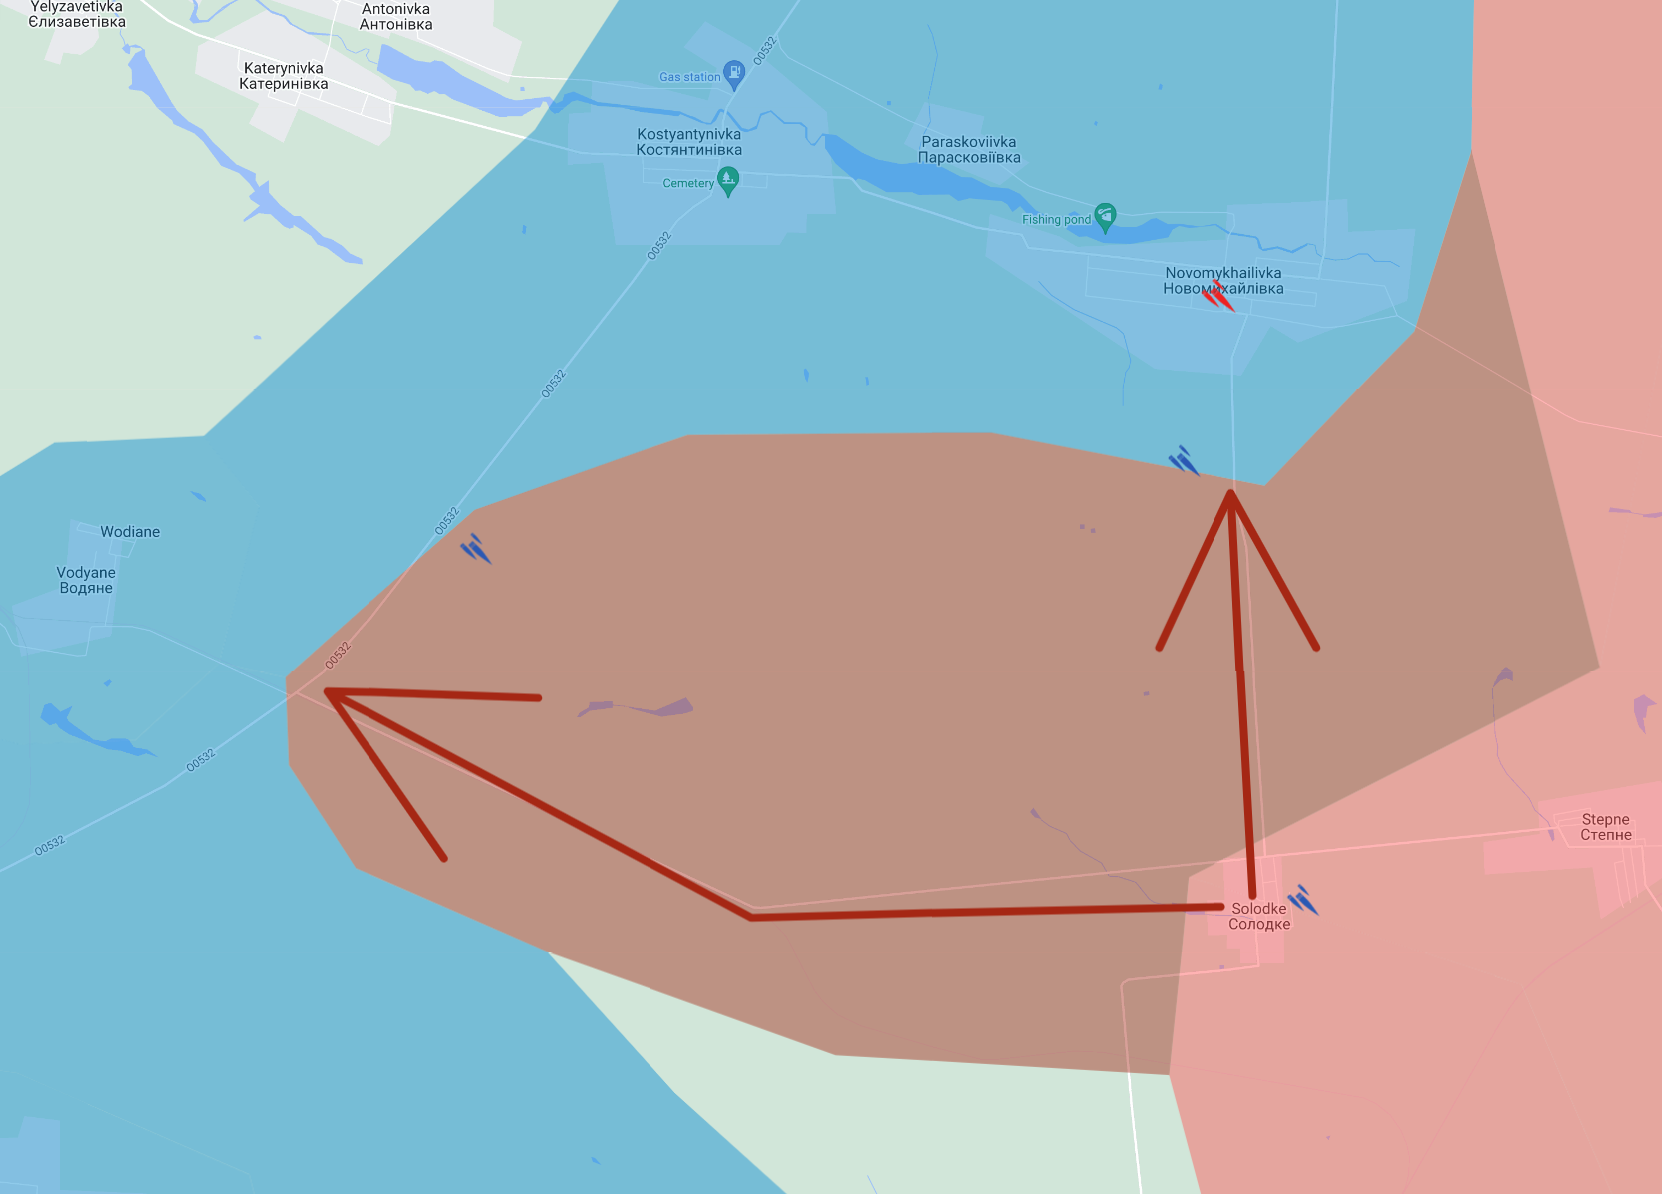 Yelyzavetivka
Єлизаветівка
Antonivka
Антонівка
Katerynivka
Катеринівка
Gas station
O0532
Kostyantynivka
Костянтинівка
Cemetery
Paraskoviivka
Парасковіївка
Fishing pond
O0532
Novomykhailivka
Новомихайлівка
O0532
O0532
Wodiane
Vodyane
Водяне
O0532
O0532
O0532
Stepne
Степне
Solodke
Солодке